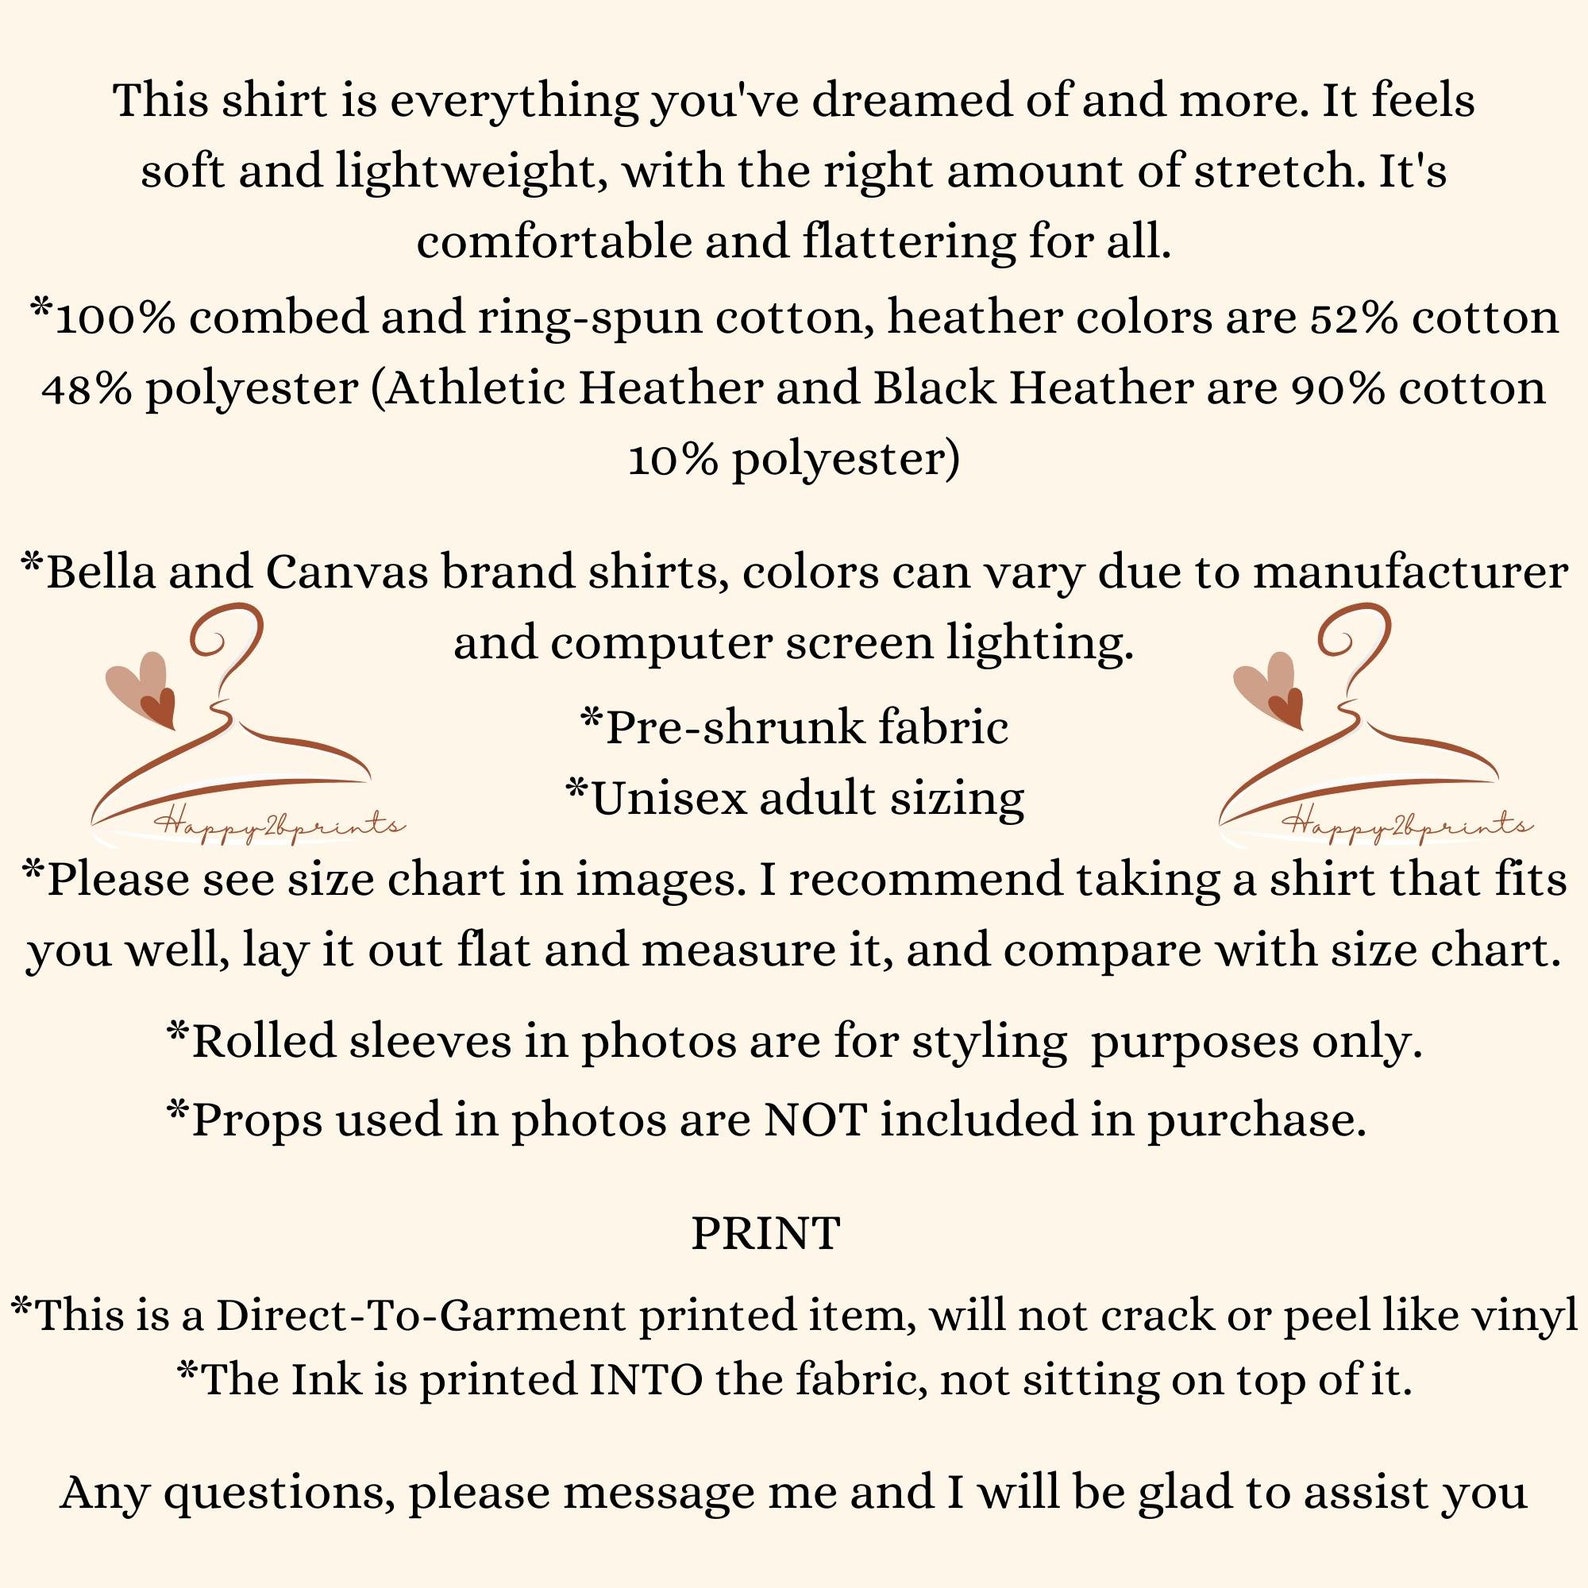 This shirt is everything you've dreamed of and more. It feels
soft and lightweight, with the right amount of stretch. It's
comfortable and flattering for all.
*100% combed and ring-spun cotton, heather colors are 52% cotton
48% polyester (Athletic Heather and Black Heather are 90% cotton
10% polyester)
*Bella and Canvas brand shirts, colors can vary due to manufacturer
and computer screen lighting.
*Pre-shrunk fabric
*Unisex adult sizing
Happy2bprints
Happy2bprints
*Please see size chart in images. I recommend taking a shirt that fits
you well, lay it out flat and measure it, and compare with size chart.
*Rolled sleeves in photos are for styling  purposes only.
*Props used in photos are NOT included in purchase.
PRINT
*This is a Direct-To-Garment printed item, will not crack or peel like vinyl
*The Ink is printed INTO the fabric, not sitting on top of it.
Any questions, please message me and I will be glad to assist you